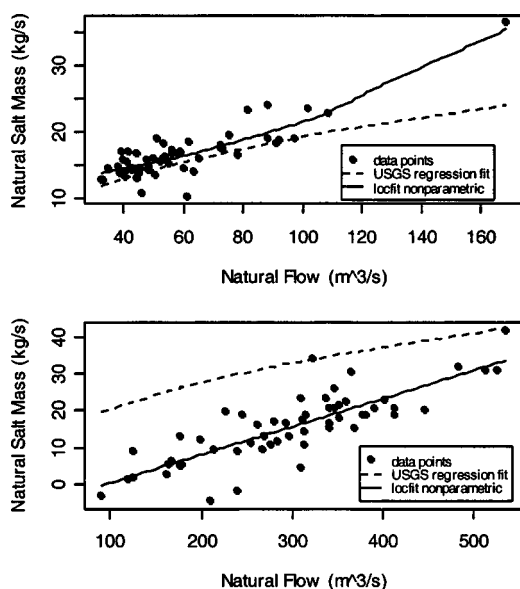 Natural Salt Mass (kg/s)
30
20
10
data points
USGS regression fit
locfit nonparametric
40 60 80 100 120 140 160
Natural Flow (m^3/s)
Natural Salt Mass (kg/s)
40
30
20
10
0
data points
USGS regression fit
locfit nonparametric
100 200 300 400 500
Natural Flow (m^3/s)